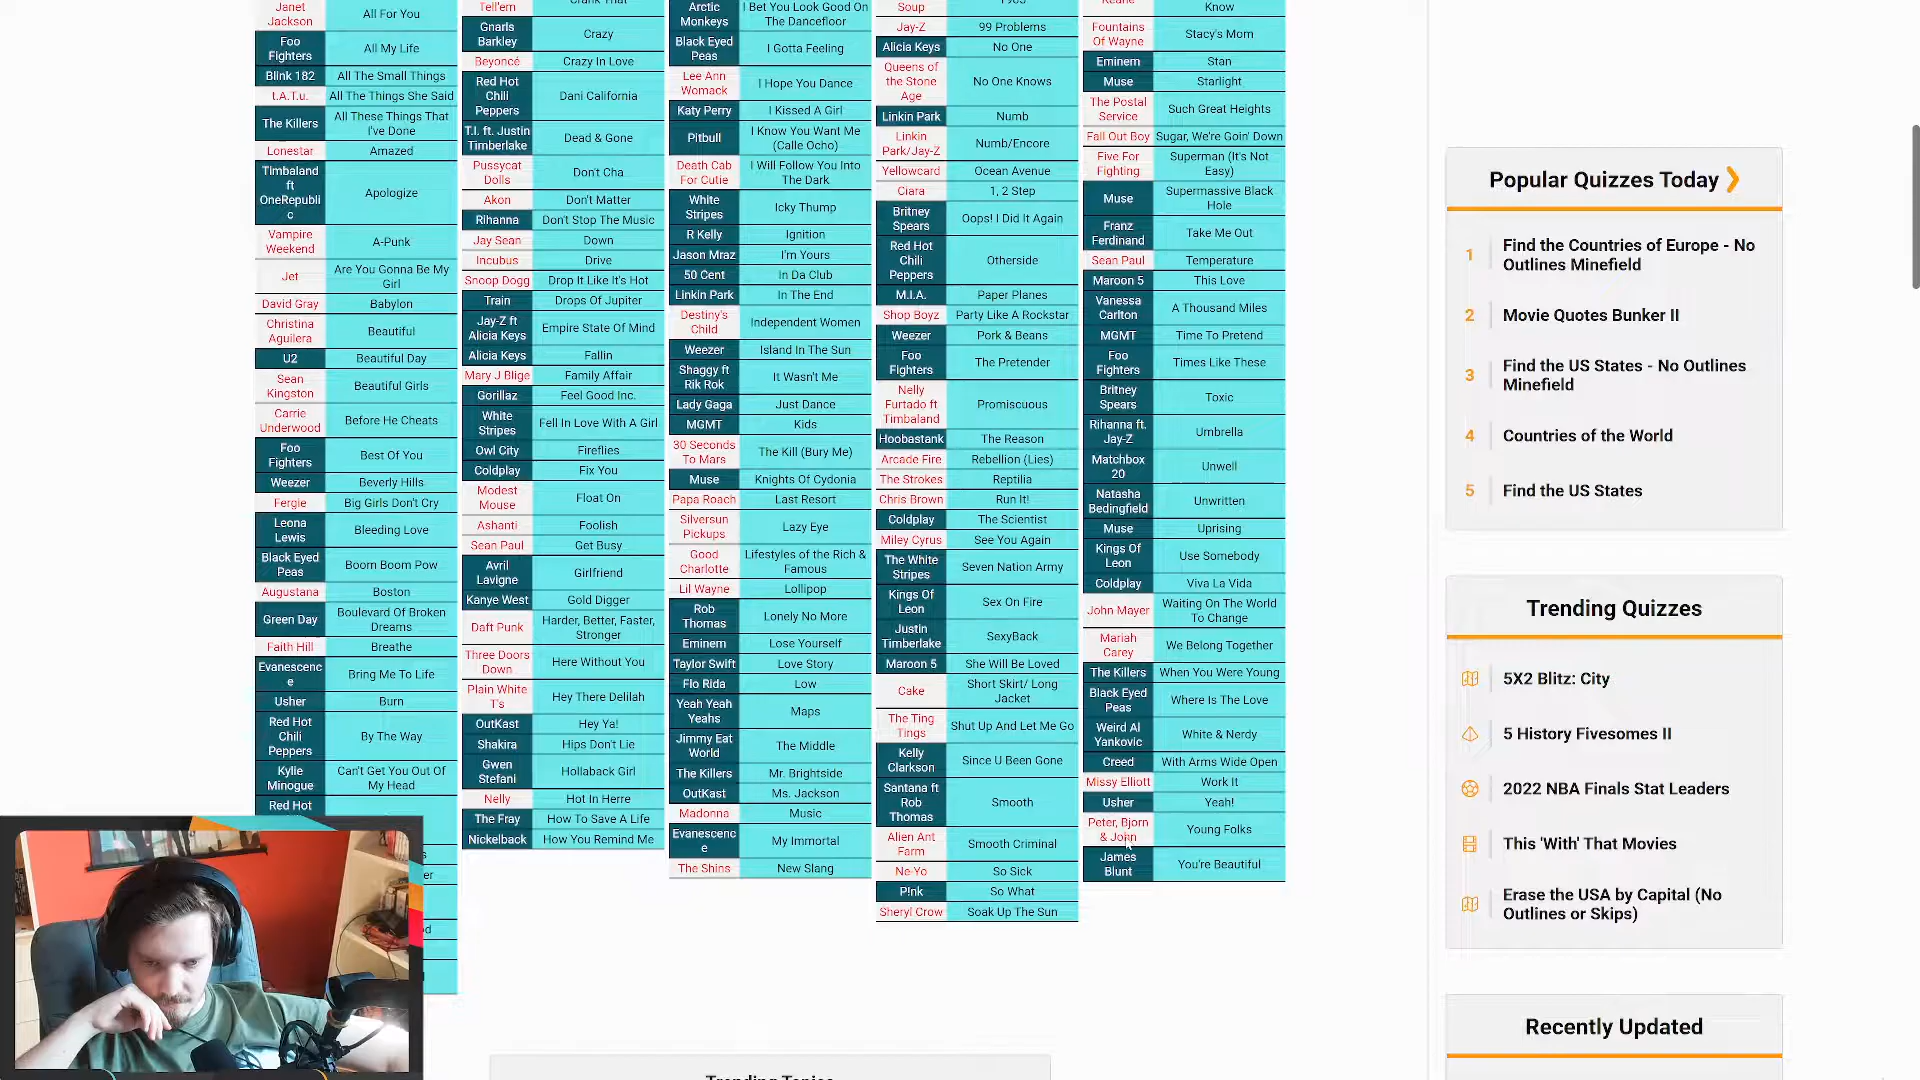 Janet
Jackson
All For You
Foo
Fighters
All My Life
Blink 182
All The Small Things
t.A.T.u.
All The Things She Said
The Killers
All These Things That
I've Done
Lonestar
Amazed
Timbaland
ft
OneRepubli
c
Apologize
Vampire
Weekend
A-Punk
Jet
Are You Gonna Be My
Girl
David Gray
Babylon
Christina
Aguilera
Beautiful
U2
Beautiful Day
Sean
Kingston
Beautiful Girls
Carrie
Underwood
Before He Cheats
Foo
Fighters
Best Of You
Weezer
Beverly Hills
Fergie
Big Girls Don't Cry
Leona
Lewis
Bleeding Love
Black Eyed
Peas
Boom Boom Pow
Augustana
Boston
Green Day
Boulevard Of Broken
Dreams
Faith Hill
Breathe
Evanescenc
e
Bring Me To Life
Usher
Burn
Red Hot
Chili
Peppers
By The Way
Kylie
Minogue
Can't Get You Out Of
My Head
Red Hot
Tell'em
Crank That
Gnarls
Barkley
Crazy
Beyoncé
Crazy In Love
Red Hot
Chili
Peppers
Dani California
T.I. ft. Justin
Timberlake
Dead & Gone
Pussycat
Dolls
Don't Cha
Akon
Don't Matter
Rihanna
Don't Stop The Music
Jay Sean
Down
Incubus
Drive
Snoop Dogg
Drop It Like It's Hot
Train
Drops Of Jupiter
Jay-Z ft
Alicia Keys
Empire State Of Mind
Alicia Keys
Fallin
Mary J Blige
Family Affair
Gorillaz
Feel Good Inc.
White
Stripes
Fell In Love With A Girl
Owl City
Fireflies
Coldplay
Fix You
Modest
Mouse
Float On
Ashanti
Foolish
Sean Paul
Get Busy
Avril
Lavigne
Girlfriend
Kanye West
Gold Digger
Daft Punk
Harder, Better, Faster,
Stronger
Three Doors
Down
Here Without You
Plain White
T's
Hey There Delilah
OutKast
Hey Ya!
Shakira
Hips Don't Lie
Gwen
Stefani
Hollaback Girl
Nelly
Hot In Herre
The Fray
How To Save A Life
Nickelback
How You Remind Me
Arctic
Monkeys
I Bet You Look Good On
The Dancefloor
Black Eyed
Peas
I Gotta Feeling
Lee Ann
Womack
I Hope You Dance
Katy Perry
I Kissed A Girl
Pitbull
I Know You Want Me
(Calle Ocho)
Death Cab
For Cutie
I Will Follow You Into
The Dark
White
Stripes
Icky Thump
R Kelly
Ignition
Jason Mraz
I'm Yours
50 Cent
In Da Club
Linkin Park
In The End
Destiny's
Child
Independent Women
Weezer
Island In The Sun
Shaggy ft
Rik Rok
It Wasn't Me
Lady Gaga
Just Dance
MGMT
Kids
30 Seconds
To Mars
The Kill (Bury Me)
Muse
Knights Of Cydonia
Papa Roach
Last Resort
Silversun
Pickups
Lazy Eye
Good
Charlotte
Lifestyles of the Rich &
Famous
Lil Wayne
Lollipop
Rob
Thomas
Lonely No More
Eminem
Lose Yourself
Taylor Swift
Love Story
Flo Rida
Low
Yeah Yeah
Yeahs
Maps
Jimmy Eat
World
The Middle
The Killers
Mr. Brightside
OutKast
Ms. Jackson
Madonna
Music
Evanescenc
e
My Immortal
The Shins
New Slang
Soup
1985
Jay-Z
99 Problems
Alicia Keys
No One
Queens of
the Stone
Age
No One Knows
Linkin Park
Numb
Linkin
Park/Jay-Z
Numb/Encore
Yellowcard
Ocean Avenue
Ciara
1, 2 Step
Britney
Spears
Oops! I Did It Again
Red Hot
Chili
Peppers
Otherside
M.I.A.
Paper Planes
Shop Boyz
Party Like A Rockstar
Weezer
Pork & Beans
Foo
Fighters
The Pretender
Nelly
Furtado ft
Timbaland
Promiscuous
Hoobastank
The Reason
Arcade Fire
Rebellion (Lies)
The Strokes
Reptilia
Chris Brown
Run It!
Coldplay
The Scientist
Miley Cyrus
See You Again
The White
Stripes
Seven Nation Army
Kings Of
Leon
Sex On Fire
Justin
Timberlake
SexyBack
Maroon 5
She Will Be Loved
Cake
Short Skirt/ Long
Jacket
The Ting
Tings
Shut Up And Let Me Go
Kelly
Clarkson
Since U Been Gone
Santana ft
Rob
Thomas
Smooth
Alien Ant
Farm
Smooth Criminal
Ne-Yo
So Sick
P!nk
So What
Sheryl Crow
Soak Up The Sun
Keane
Know
Fountains
Of Wayne
Stacy's Mom
Eminem
Stan
Muse
Starlight
The Postal
Service
Such Great Heights
Fall Out Boy
Sugar, We're Goin' Down
Five For
Fighting
Superman (It's Not
Easy)
Muse
Supermassive Black
Hole
Franz
Ferdinand
Take Me Out
Sean Paul
Temperature
Maroon 5
This Love
Vanessa
Carlton
A Thousand Miles
MGMT
Time To Pretend
Foo
Fighters
Times Like These
Britney
Spears
Toxic
Rihanna ft.
Jay-Z
Umbrella
Matchbox
20
Unwell
Natasha
Bedingfield
Unwritten
Muse
Uprising
Kings Of
Leon
Use Somebody
Coldplay
Viva La Vida
John Mayer
Waiting On The World
To Change
Mariah
Carey
We Belong Together
The Killers
When You Were Young
Black Eyed
Peas
Where Is The Love
Weird Al
Yankovic
White & Nerdy
Creed
With Arms Wide Open
Missy Elliott
Work It
Usher
Yeah!
Peter, Bjorn
& John
Young Folks
James
Blunt
You're Beautiful
Popular Quizzes Today
1
Find the Countries of Europe - No
Outlines Minefield
2
Movie Quotes Bunker II
3
Find the US States - No Outlines
Minefield
4
Countries of the World
5
Find the US States
Trending Quizzes
5X2 Blitz: City
5 History Fivesomes II
2022 NBA Finals Stat Leaders
This 'With' That Movies
Erase the USA by Capital (No
Outlines or Skips)
Recently Updated
Trending Topics